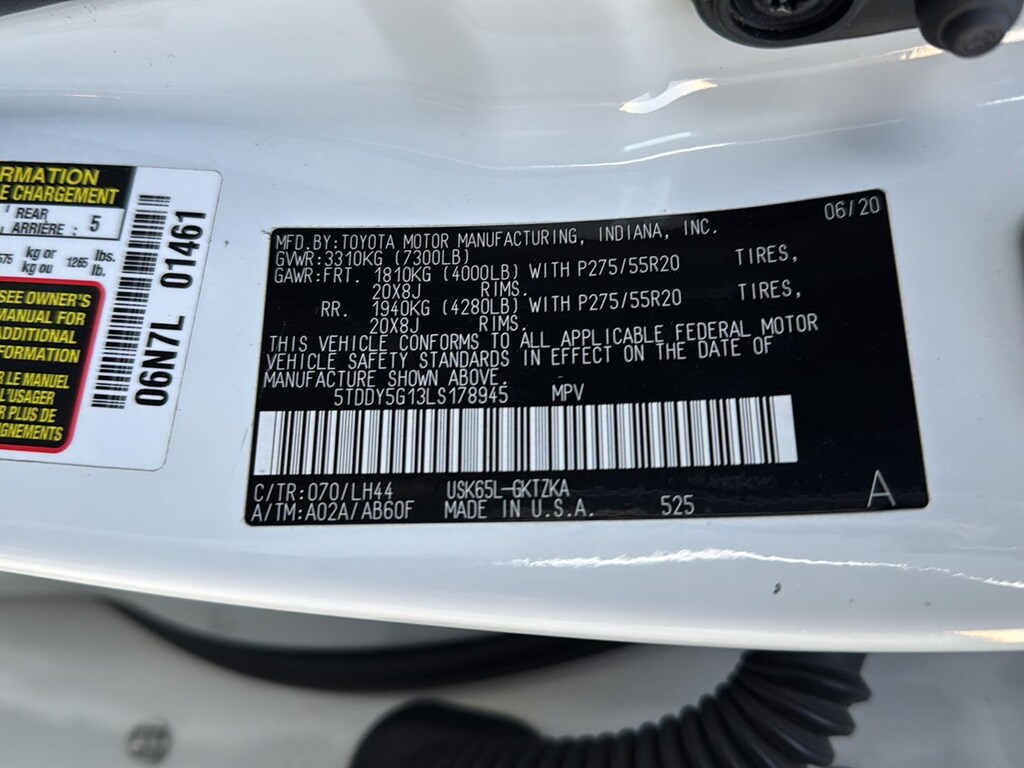 RMATION
E CHARGEMENT
REAR
ARRIÈRE : 5
575 kg or 1265 lbs.
kg ou lb.
SEE OWNER'S
MANUAL FOR
ADDITIONAL
INFORMATION
R LE MANUEL
L'USAGER
R PLUS DE
IGNEMENTS
06N7L 01461
06/20
MFD.BY:TOYOTA MOTOR MANUFACTURING, INDIANA, INC.
GVWR:3310KG (7300LB)
GAWR:FRT. 1810KG (4000LB) WITH P275/55R20 TIRES,
20X8J RIMS.
RR. 1940KG (4280LB) WITH P275/55R20 TIRES,
20X8J RIMS.
THIS VEHICLE CONFORMS TO ALL APPLICABLE FEDERAL MOTOR
VEHICLE SAFETY STANDARDS IN EFFECT ON THE DATE OF
MANUFACTURE SHOWN ABOVE.
5TDDY5G13LS178945 MPV
C/TR:070/LH44 USK65L-GKTZKA
A/TM:A02A/AB60F MADE IN U.S.A. 525 A